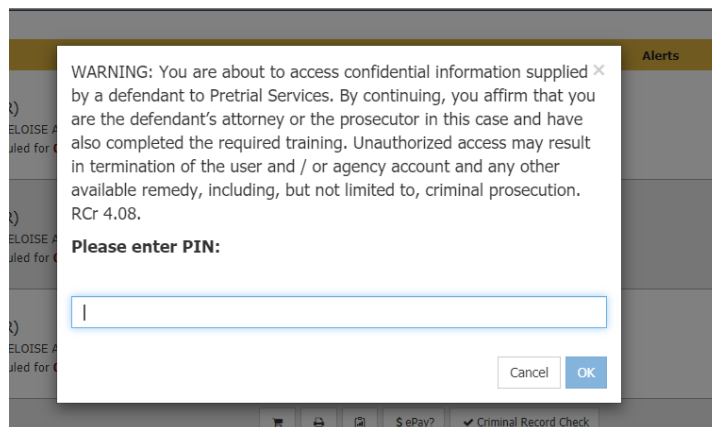 Alerts
WARNING: You are about to access confidential information supplied ×
by a defendant to Pretrial Services. By continuing, you affirm that you
are the defendant's attorney or the prosecutor in this case and have
also completed the required training. Unauthorized access may result
in termination of the user and / or agency account and any other
available remedy, including, but not limited to, criminal prosecution.
RCr 4.08.
Please enter PIN:
Cancel OK
R)
ELOISE A
uled for 0
R)
ELOISE A
uled for 0
R)
ELOISE A
uled for 0
$ ePay? ✔ Criminal Record Check